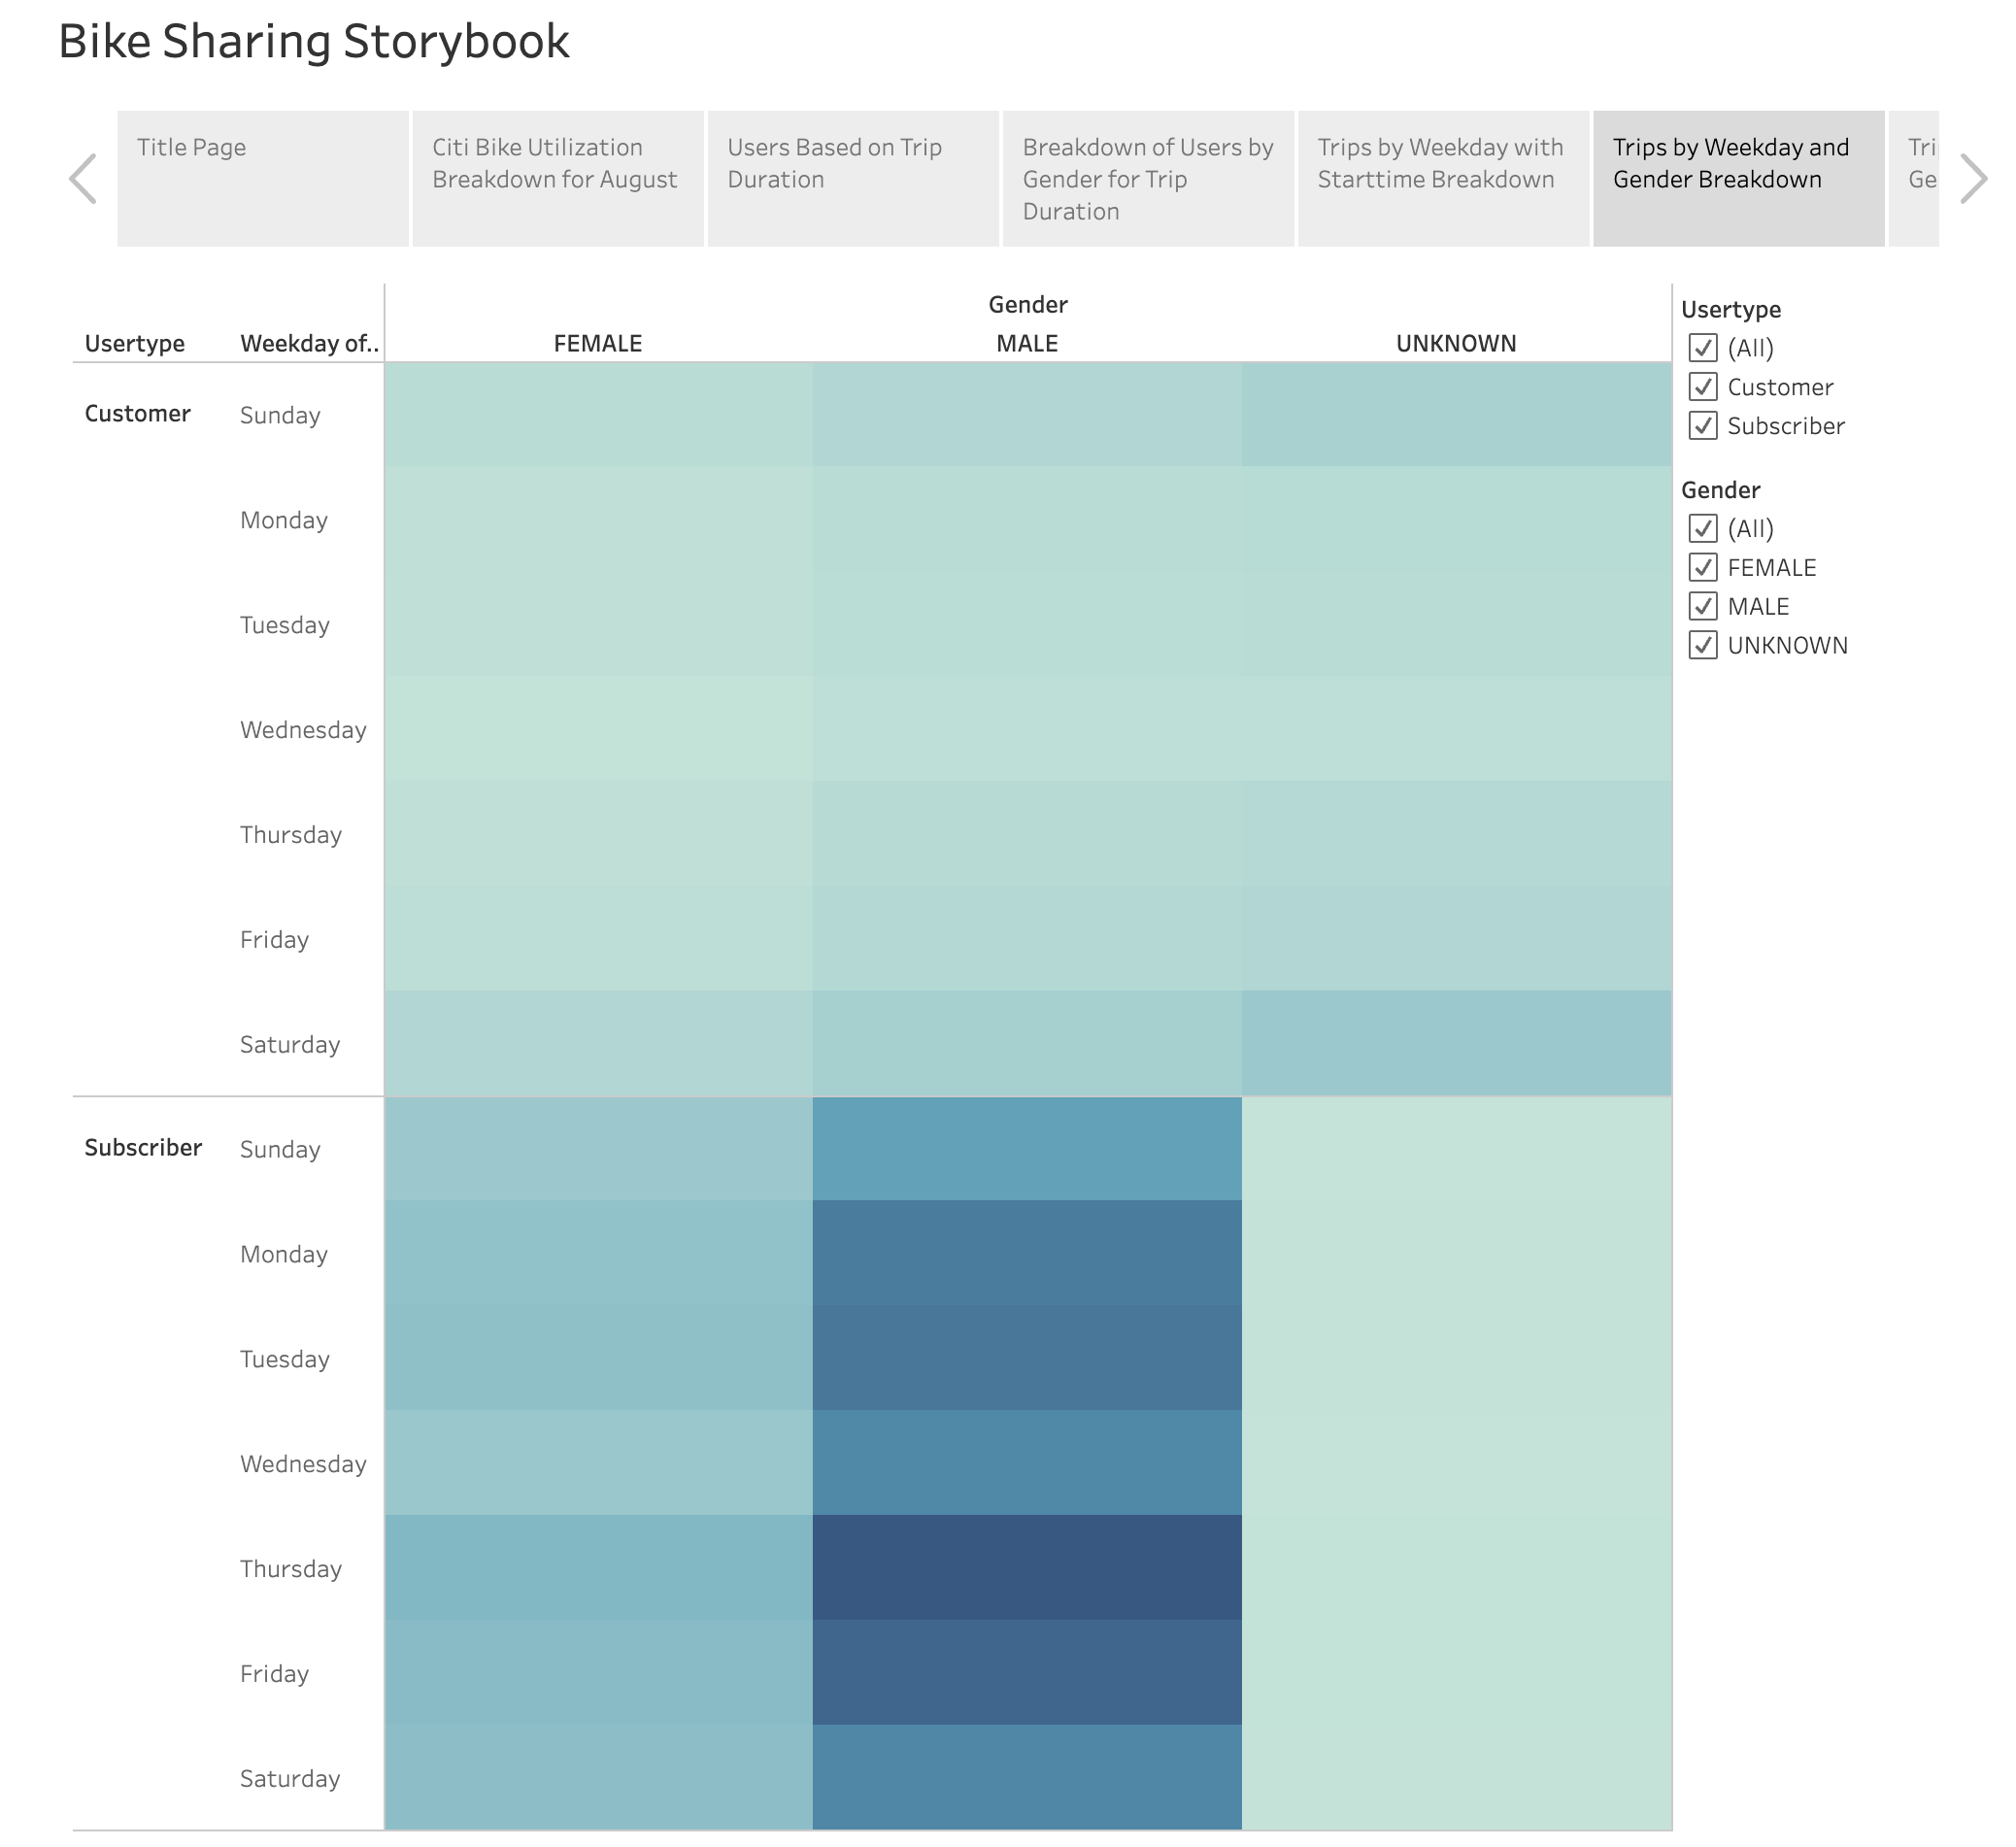 Bike Sharing Storybook
Title Page
Citi Bike Utilization
Breakdown for August
Users Based on Trip
Duration
Breakdown of Users by
Gender for Trip
Duration
Trips by Weekday with
Starttime Breakdown
Trips by Weekday and
Gender Breakdown
Tri
Ge
Gender
Usertype Weekday of.. FEMALE MALE UNKNOWN
Customer Sunday
Monday
Tuesday
Wednesday
Thursday
Friday
Saturday
Subscriber Sunday
Monday
Tuesday
Wednesday
Thursday
Friday
Saturday
Usertype
(All)
Customer
Subscriber
Gender
(All)
FEMALE
MALE
UNKNOWN